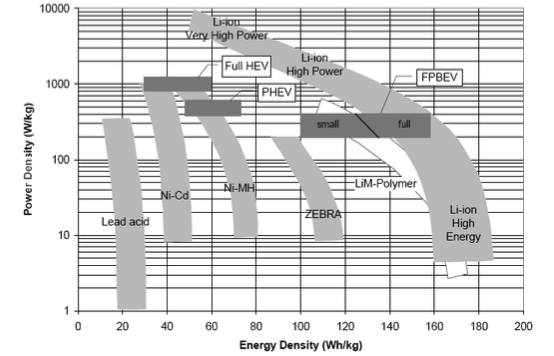 10000
1000
100
10
1
Power Density (W/kg)
Li-ion
Very High Power
Li-ion
High Power
Full HEV
PHEV
FPBEV
small
full
Ni-Cd
Ni-MH
LiM-Polymer
Lead acid
ZEBRA
Li-ion
High
Energy
0 20 40 60 80 100 120 140 160 180 200
Energy Density (Wh/kg)